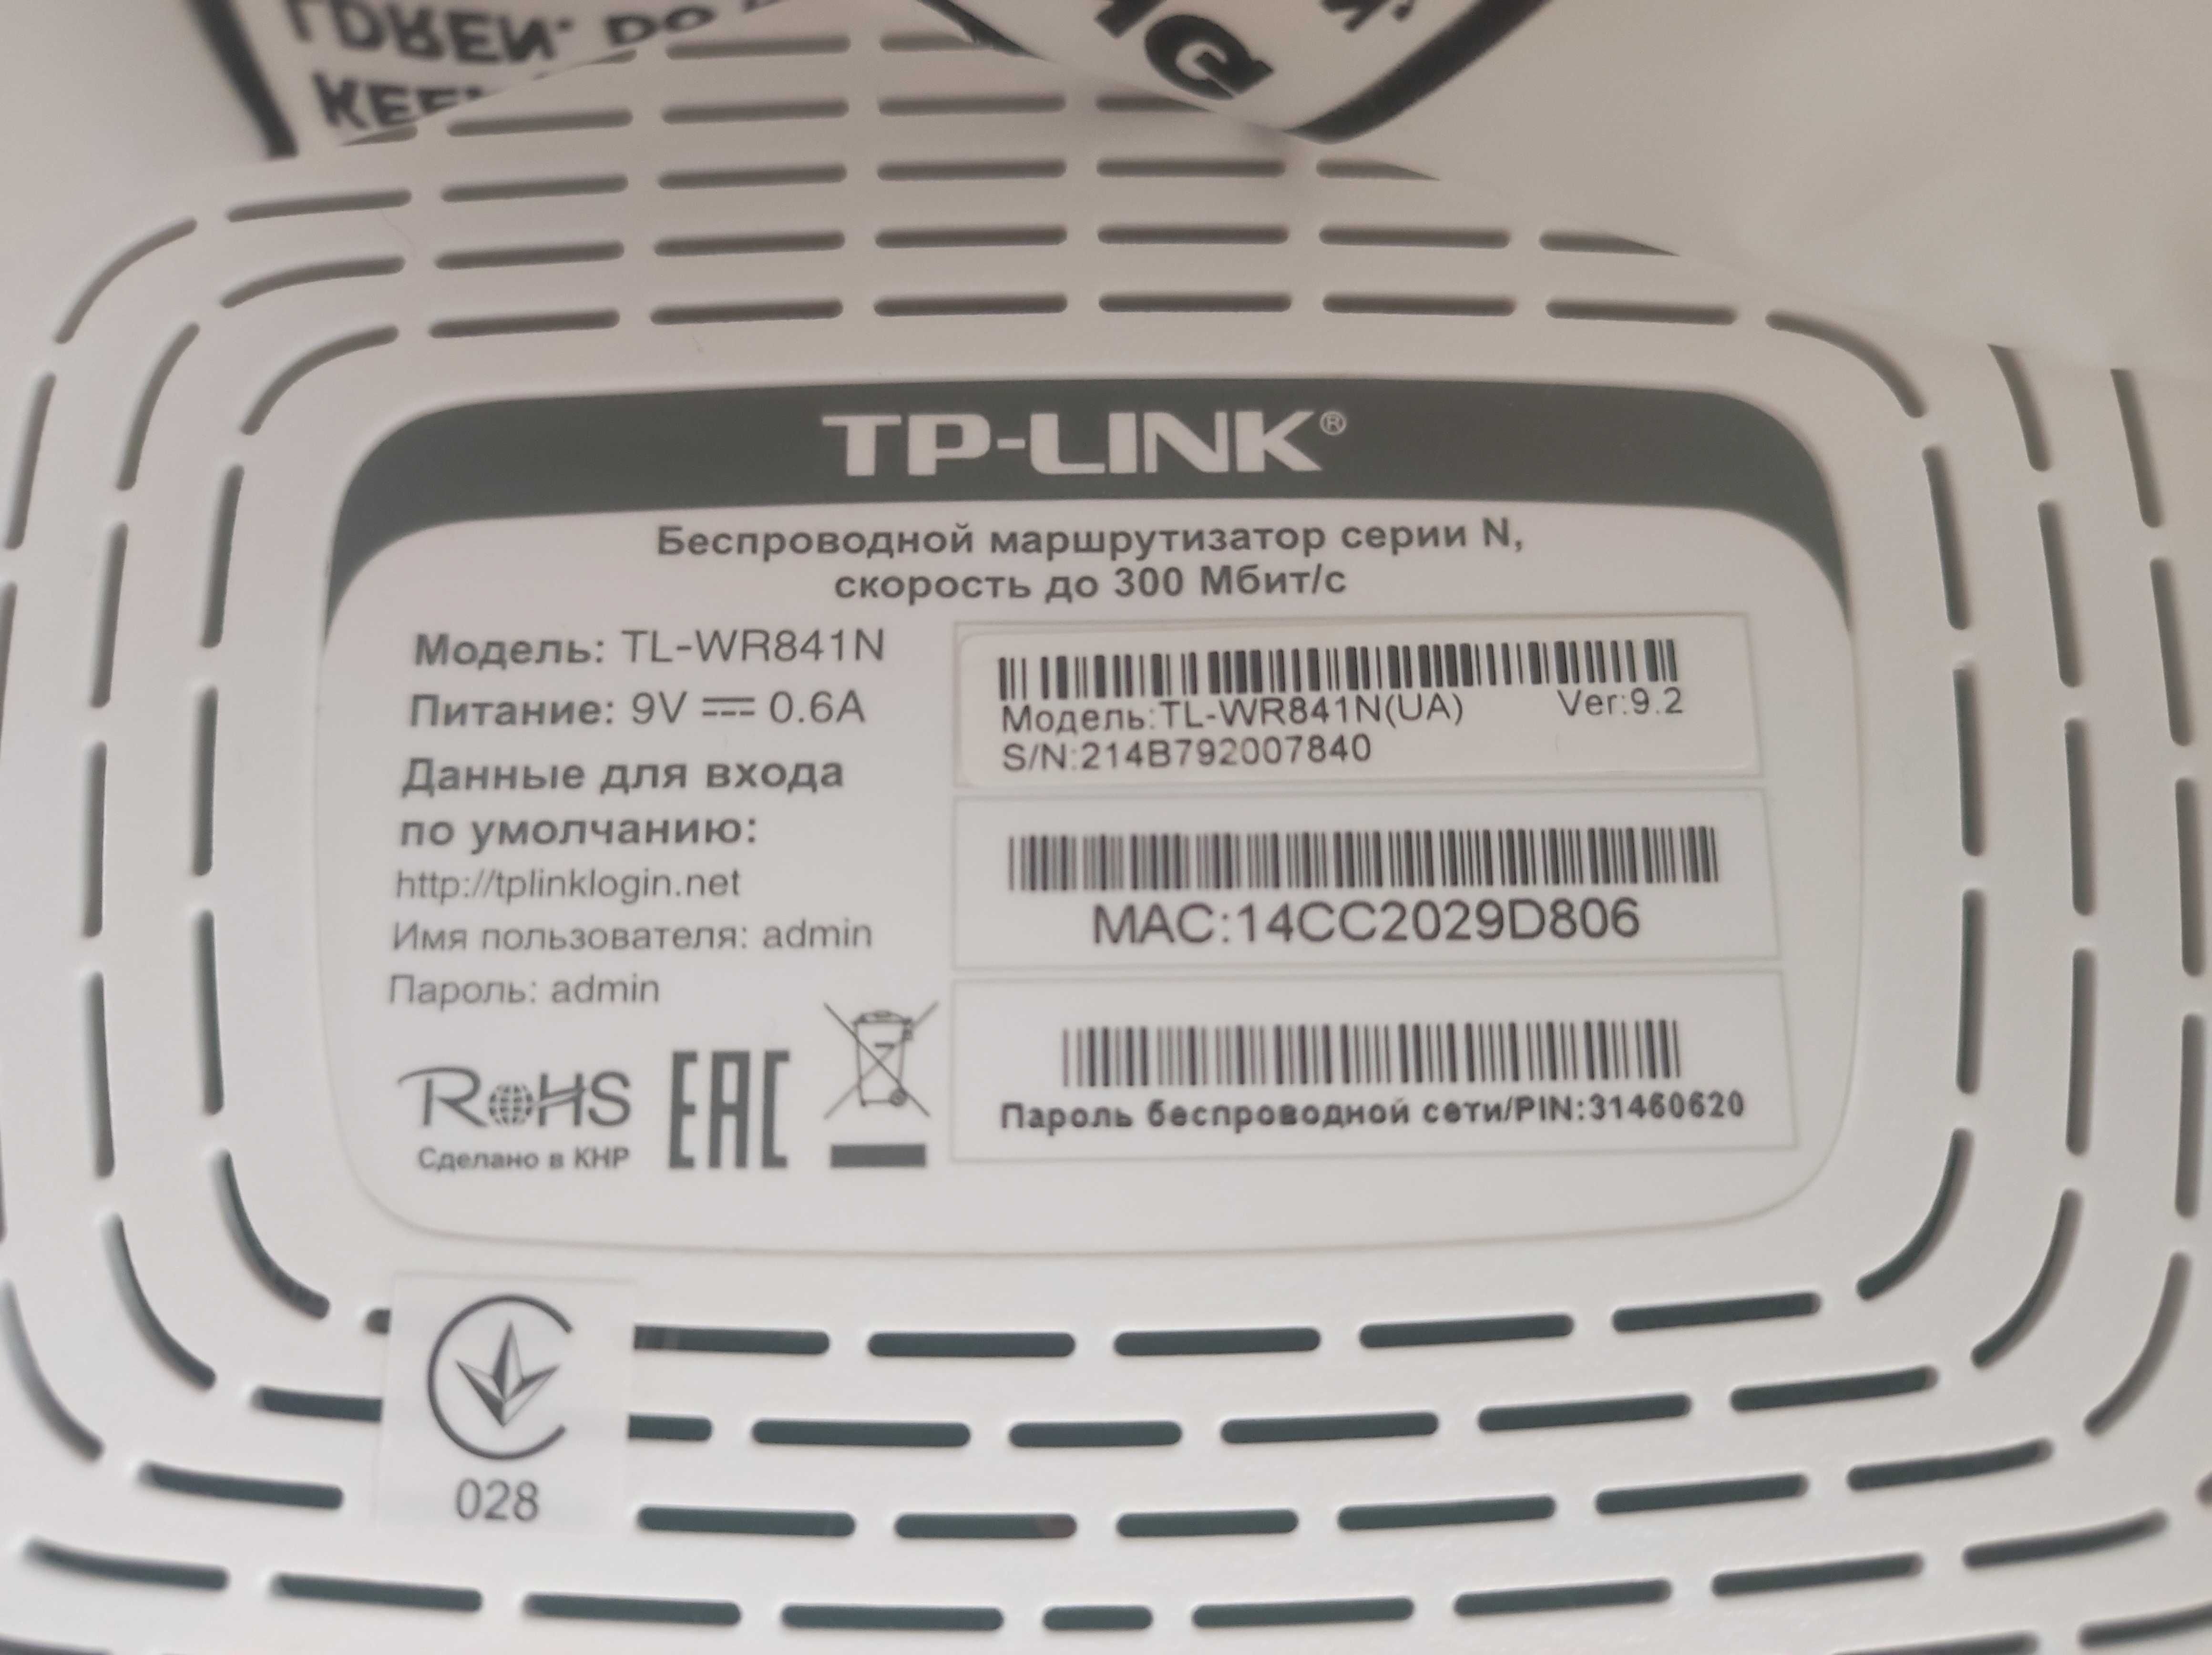 TP-LINK®
Беспроводной маршрутизатор серии N,
скорость до 300 Мбит/с
Модель: TL-WR841N
Питание: 9V 0.6A
Данные для входа
по умолчанию:
http://tplinklogin.net
Имя пользователя: admin
Пароль: admin
RoHS
Сделано в КНР
EAC
Модель:TL-WR841N(UA) Ver:9.2
S/N:214B792007840
MAC:14CC2029D806
Пароль беспроводной сети/PIN:31460620
028